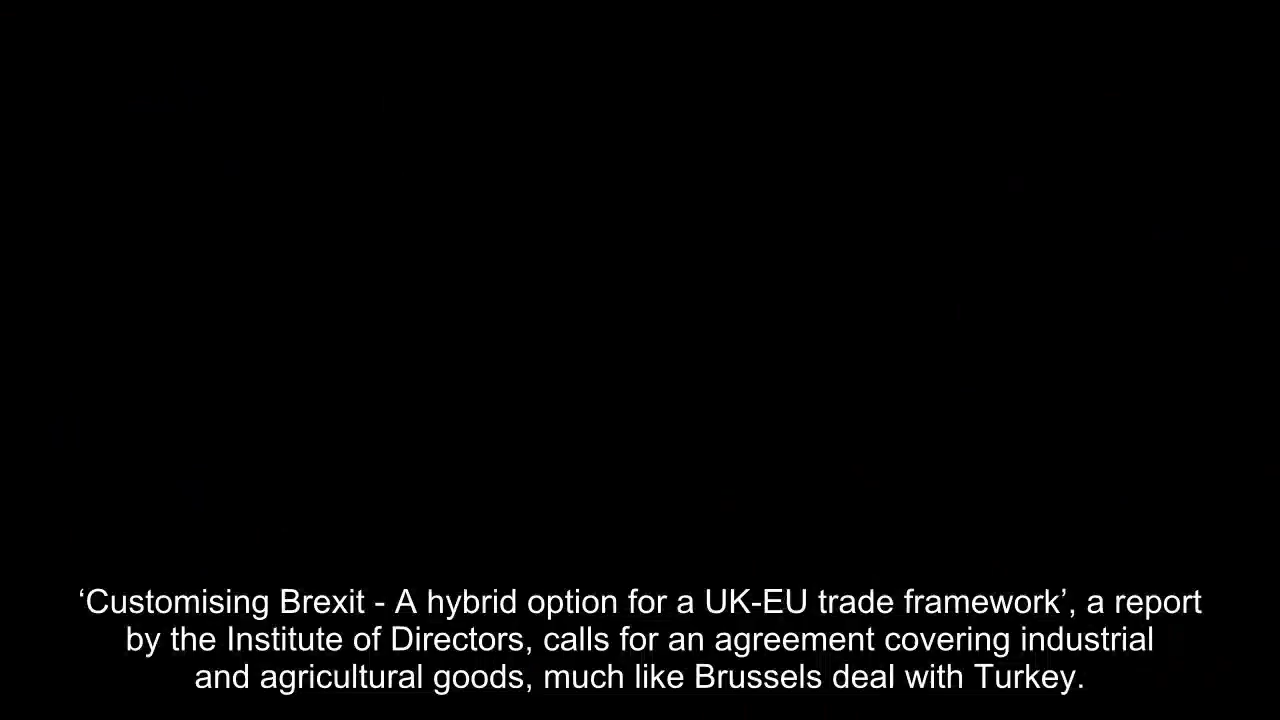 ‘Customising Brexit - A hybrid option for a UK-EU trade framework’, a report
by the Institute of Directors, calls for an agreement covering industrial
and agricultural goods, much like Brussels deal with Turkey.